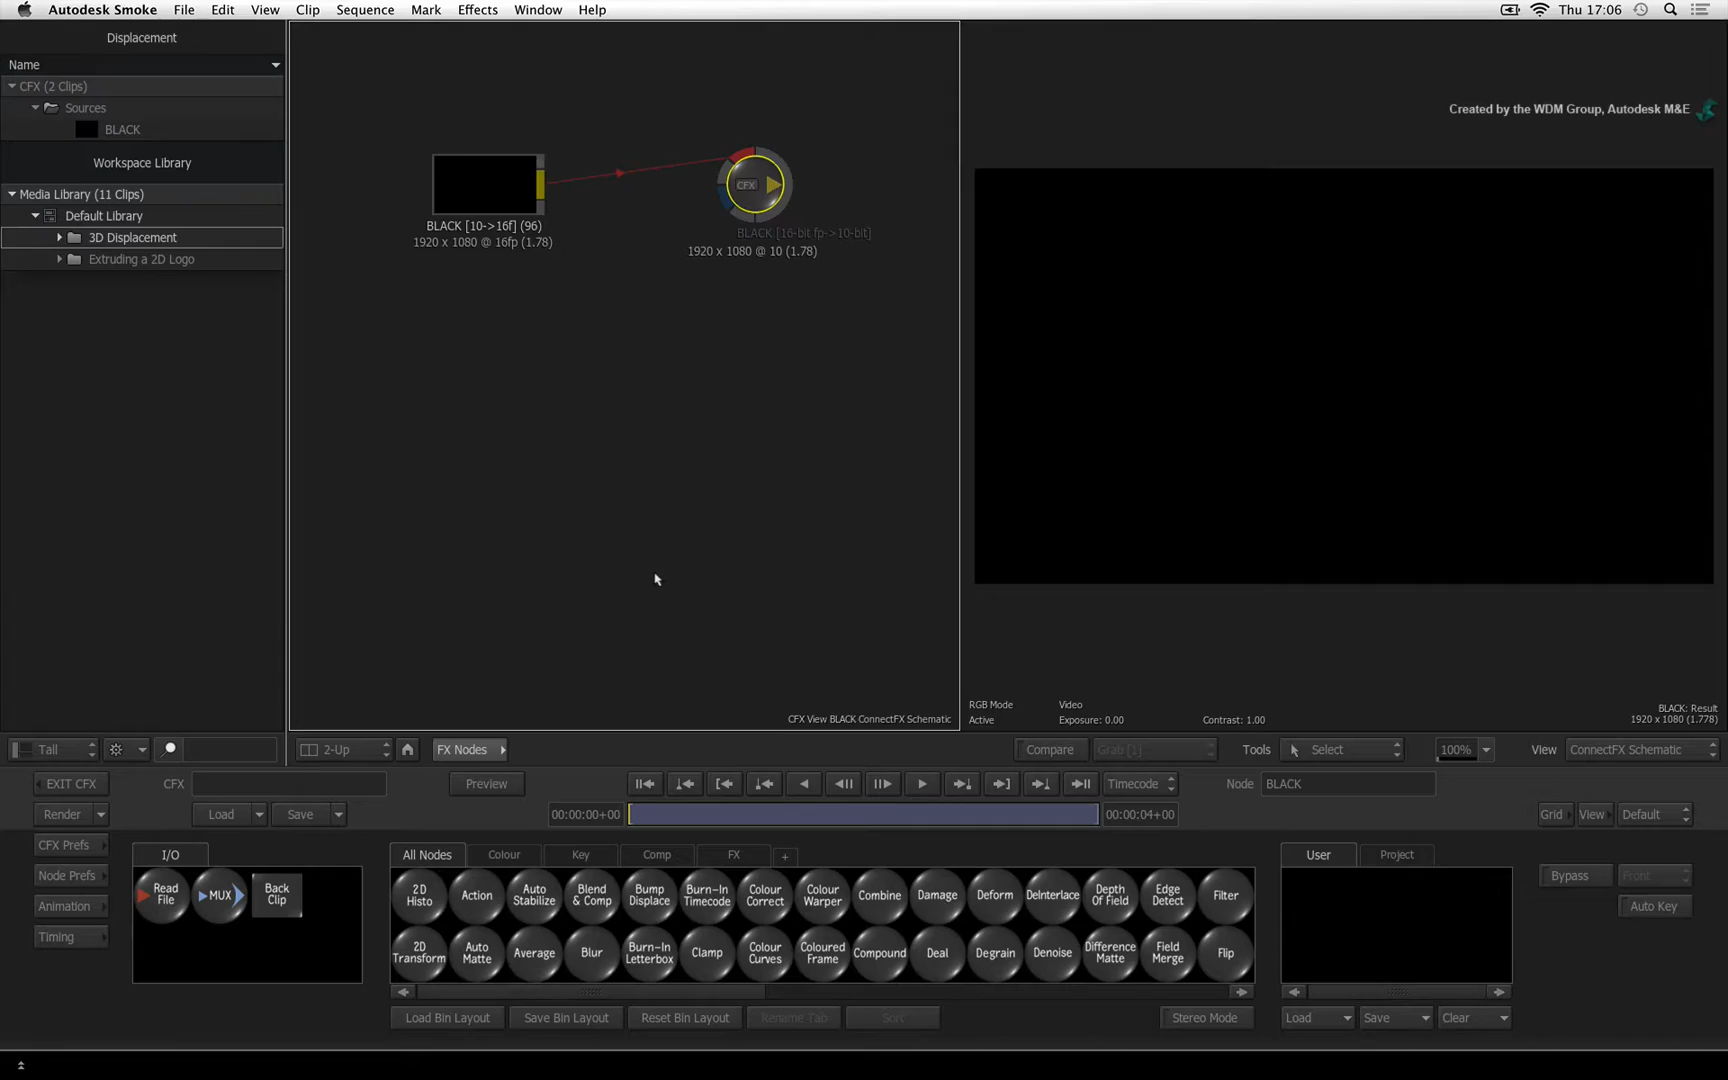 Autodesk Smoke File Edit View Clip Sequence Mark Effects Window Help Thu 17:06
Displacement
Name
CFX (2 Clips)
Sources
BLACK
Workspace Library
Media Library (11 Clips)
Default Library
3D Displacement
Extruding a 2D Logo
CFX
BLACK [10->16f] (96)
1920 x 1080 @ 16fp (1.78)
BLACK [16-bit fp->10-bit]
1920 x 1080 @ 10 (1.78)
CFX View BLACK ConnectFX Schematic
Created by the WDM Group, Autodesk M&E
RGB Mode Video
Active Exposure: 0.00 Contrast: 1.00
BLACK: Result
1920 x 1080 (1.778)
Tall 2-Up FX Nodes Compare Grab [1] Tools Select 100% View ConnectFX Schematic
EXIT CFX CFX Preview Timecode Node BLACK
Render Load Save 00:00:00+00 00:00:04+00 Grid View Default
CFX Prefs
Node Prefs
Animation
Timing
I/O
Read File MUX Back Clip
All Nodes Colour Key Comp FX +
2D Histo Action Auto Stabilize Blend & Comp Bump Displace Burn-In Timecode Colour Correct Colour Warper Combine Damage Deform DeInterlace Depth Of Field Edge Detect Filter
2D Transform Auto Matte Average Blur Burn-In Letterbox Clamp Colour Curves Coloured Frame Compound Deal Degrain Denoise Difference Matte Field Merge Flip
Load Bin Layout Save Bin Layout Reset Bin Layout Rename Tab Sort Stereo Mode
User Project
Load Save Clear
Bypass Front
Auto Key